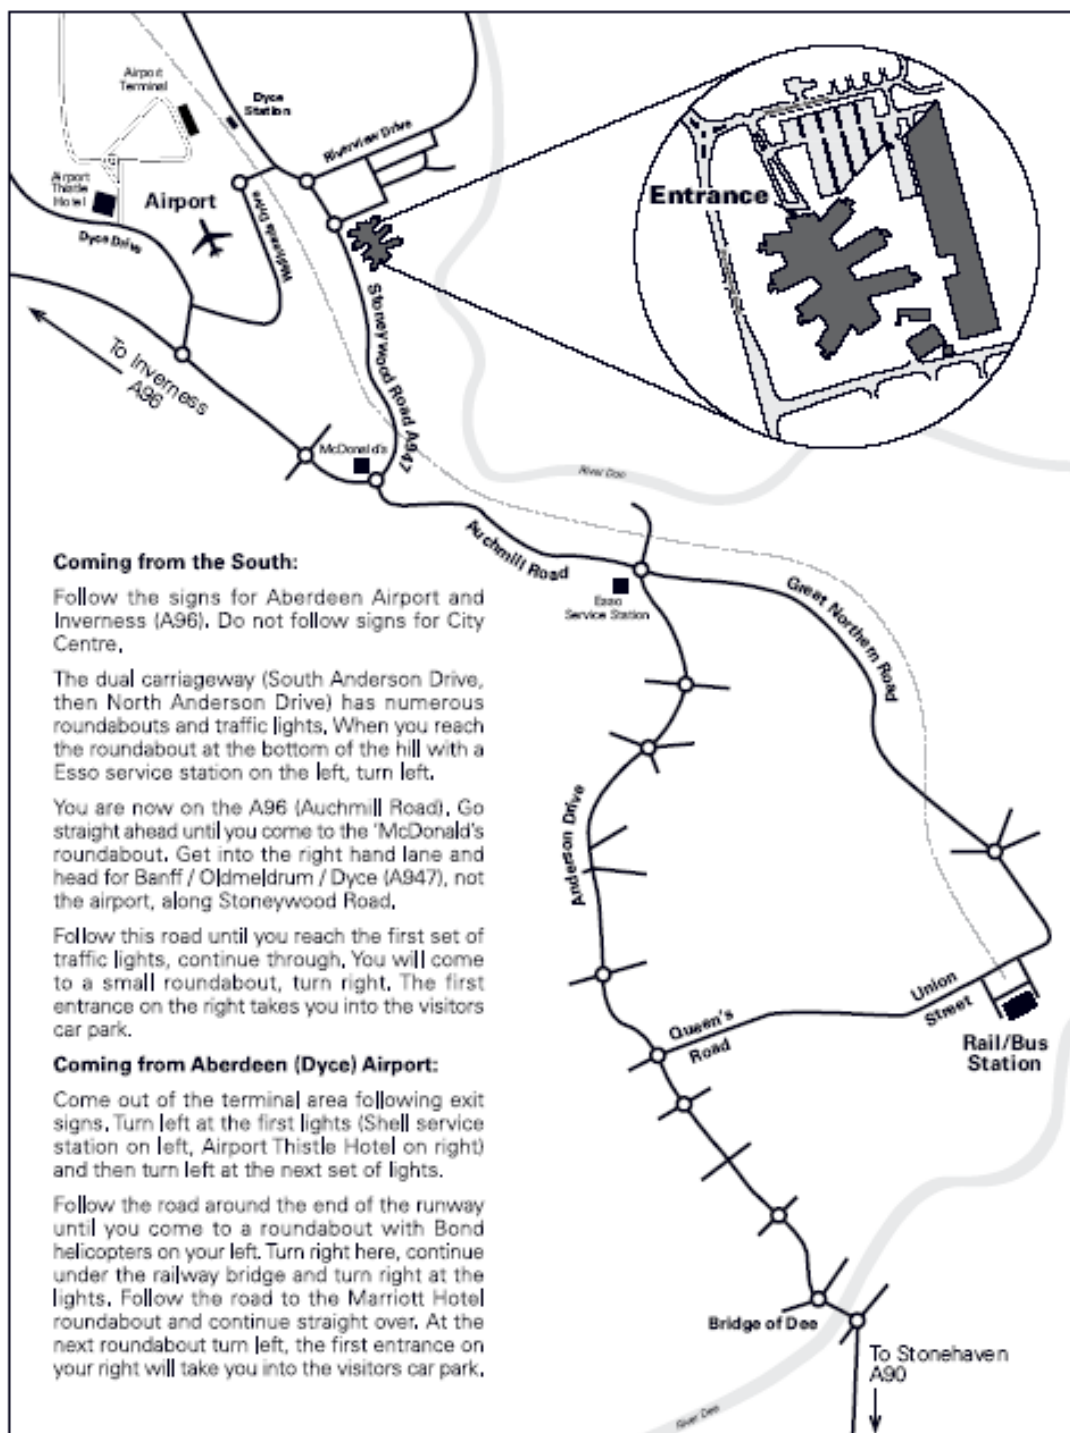 Airport
Terminal
Dyce
Station
Riverview Drive
Airport
Thistle
Hotel
Airport
Entrance
Dyce Drive
Wellheads Drive
Stoneywood Road A947
To Inverness
A96
McDonald's
River Don
Auchmill Road
Esso
Service Station
Great Northern Road
Coming from the South:
Follow the signs for Aberdeen Airport and
Inverness (A96). Do not follow signs for City
Centre.
The dual carriageway (South Anderson Drive,
then North Anderson Drive) has numerous
roundabouts and traffic lights. When you reach
the roundabout at the bottom of the hill with a
Esso service station on the left, turn left.
You are now on the A96 (Auchmill Road). Go
straight ahead until you come to the 'McDonald's
roundabout. Get into the right hand lane and
head for Banff / Oldmeldrum / Dyce (A947), not
the airport, along Stoneywood Road.
Follow this road until you reach the first set of
traffic lights, continue through. You will come
to a small roundabout, turn right. The first
entrance on the right takes you into the visitors
car park.
Coming from Aberdeen (Dyce) Airport:
Come out of the terminal area following exit
signs. Turn left at the first lights (Shell service
station on left, Airport Thistle Hotel on right)
and then turn left at the next set of lights.
Follow the road around the end of the runway
until you come to a roundabout with Bond
helicopters on your left. Turn right here, continue
under the railway bridge and turn right at the
lights. Follow the road to the Marriott Hotel
roundabout and continue straight over. At the
next roundabout turn left, the first entrance on
your right will take you into the visitors car park.
Anderson Drive
Queen's
Road
Union
Street
Rail/Bus
Station
Bridge of Dee
To Stonehaven
A90
River Dee